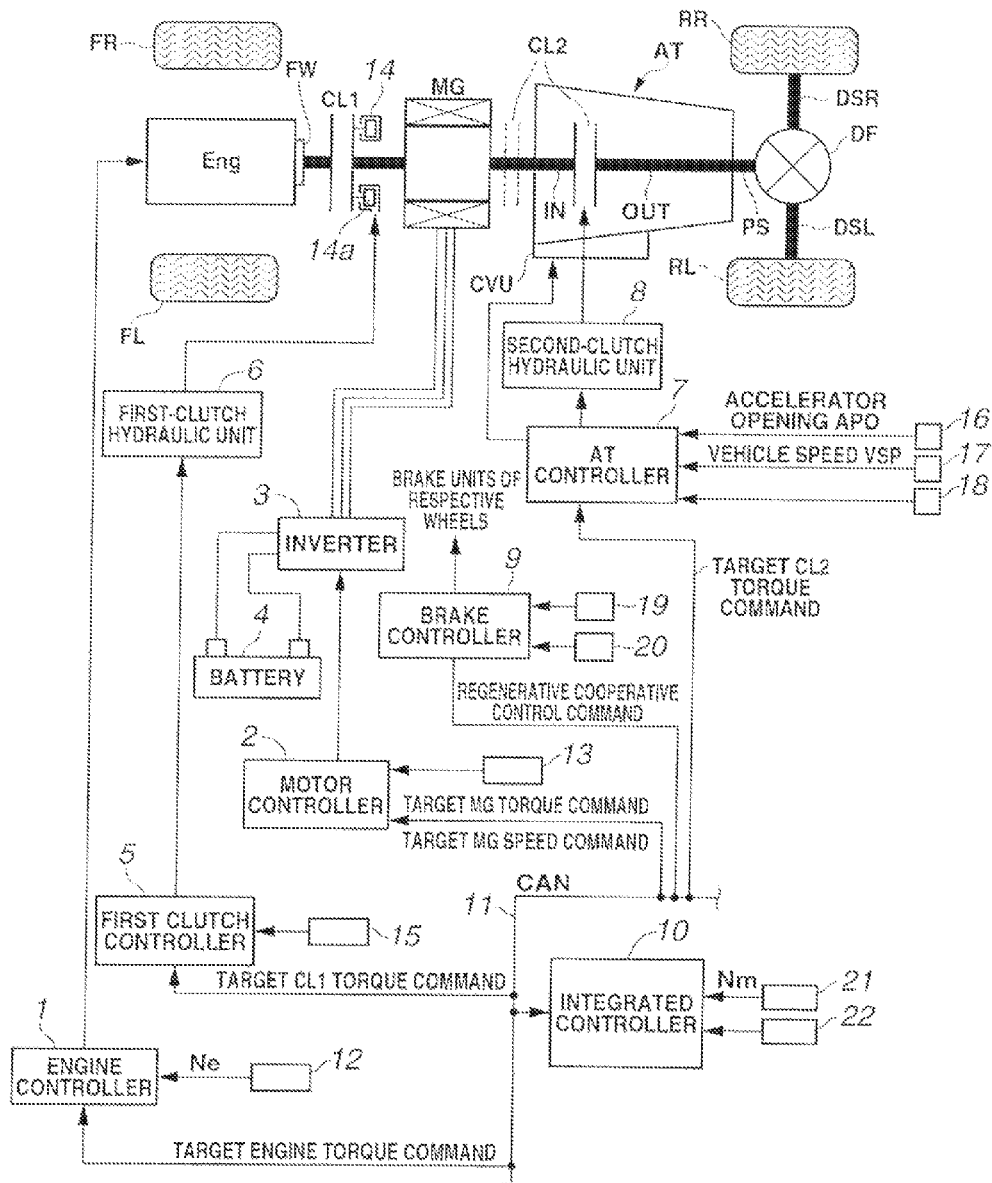 FR
RR
FW
CL1
14
MG
CL2
AT
DSR
DF
Eng
IN
OUT
PS
DSL
14a
CVU
RL
FL
8
SECOND-CLUTCH
HYDRAULIC UNIT
6
FIRST-CLUTCH
HYDRAULIC UNIT
7
AT
CONTROLLER
ACCELERATOR
OPENING APO
16
VEHICLE SPEED VSP
17
18
BRAKE UNITS OF
RESPECTIVE
WHEELS
3
INVERTER
TARGET CL2
TORQUE
COMMAND
9
BRAKE
CONTROLLER
19
20
4
BATTERY
REGENERATIVE COOPERATIVE
CONTROL COMMAND
2
MOTOR
CONTROLLER
13
TARGET MG TORQUE COMMAND
TARGET MG SPEED COMMAND
5
FIRST CLUTCH
CONTROLLER
15
CAN
11
10
TARGET CL1 TORQUE COMMAND
INTEGRATED
CONTROLLER
Nm
21
22
1
ENGINE
CONTROLLER
Ne
12
TARGET ENGINE TORQUE COMMAND